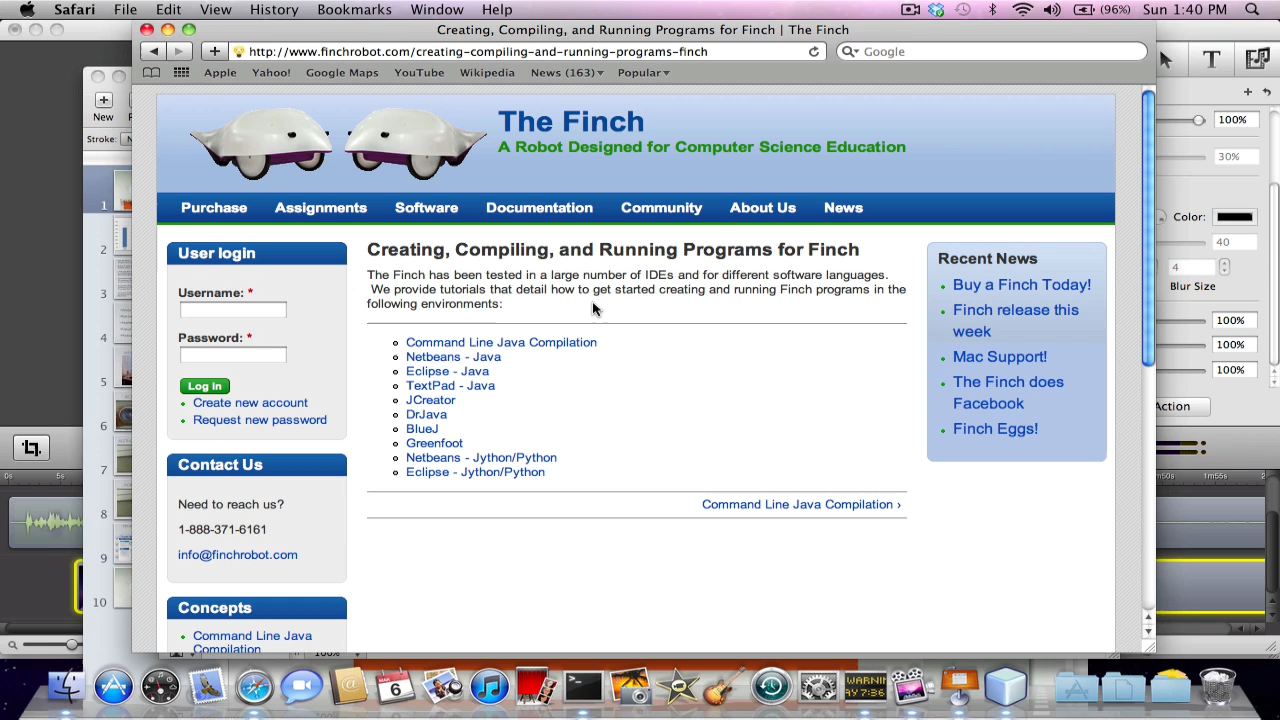 Safari File Edit View History Bookmarks Window Help (96%) Sun 1:40 PM
Creating, Compiling, and Running Programs for Finch | The Finch
http://www.finchrobot.com/creating-compiling-and-running-programs-finch
Google
Apple Yahoo! Google Maps YouTube Wikipedia News (163)▾ Popular▾
New
Stroke:
The Finch
A Robot Designed for Computer Science Education
Purchase Assignments Software Documentation Community About Us News
User login
Username: *
Password: *
Log in
Create new account
Request new password
Contact Us
Need to reach us?
1-888-371-6161
info@finchrobot.com
Concepts
Command Line Java
Compilation
Creating, Compiling, and Running Programs for Finch
The Finch has been tested in a large number of IDEs and for different software languages.
We provide tutorials that detail how to get started creating and running Finch programs in the
following environments:
Command Line Java Compilation
Netbeans - Java
Eclipse - Java
TextPad - Java
JCreator
DrJava
BlueJ
Greenfoot
Netbeans - Jython/Python
Eclipse - Jython/Python
Command Line Java Compilation ›
Recent News
Buy a Finch Today!
Finch release this
week
Mac Support!
The Finch does
Facebook
Finch Eggs!
1
2
3
4
5
6
7
8
9
10
0s 5s
T
100%
30%
Color:
40
4
Blur Size
100%
100%
100%
Action
1m55s
MAR
6
WARNIN